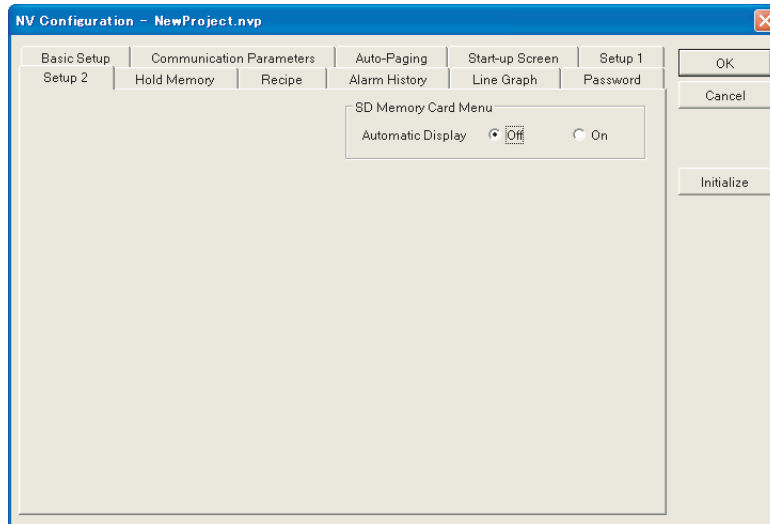 NV Configuration - NewProject.nvp
Basic Setup Communication Parameters Auto-Paging Start-up Screen Setup 1
Setup 2 Hold Memory Recipe Alarm History Line Graph Password
OK
Cancel
SD Memory Card Menu
Automatic Display Off On
Initialize